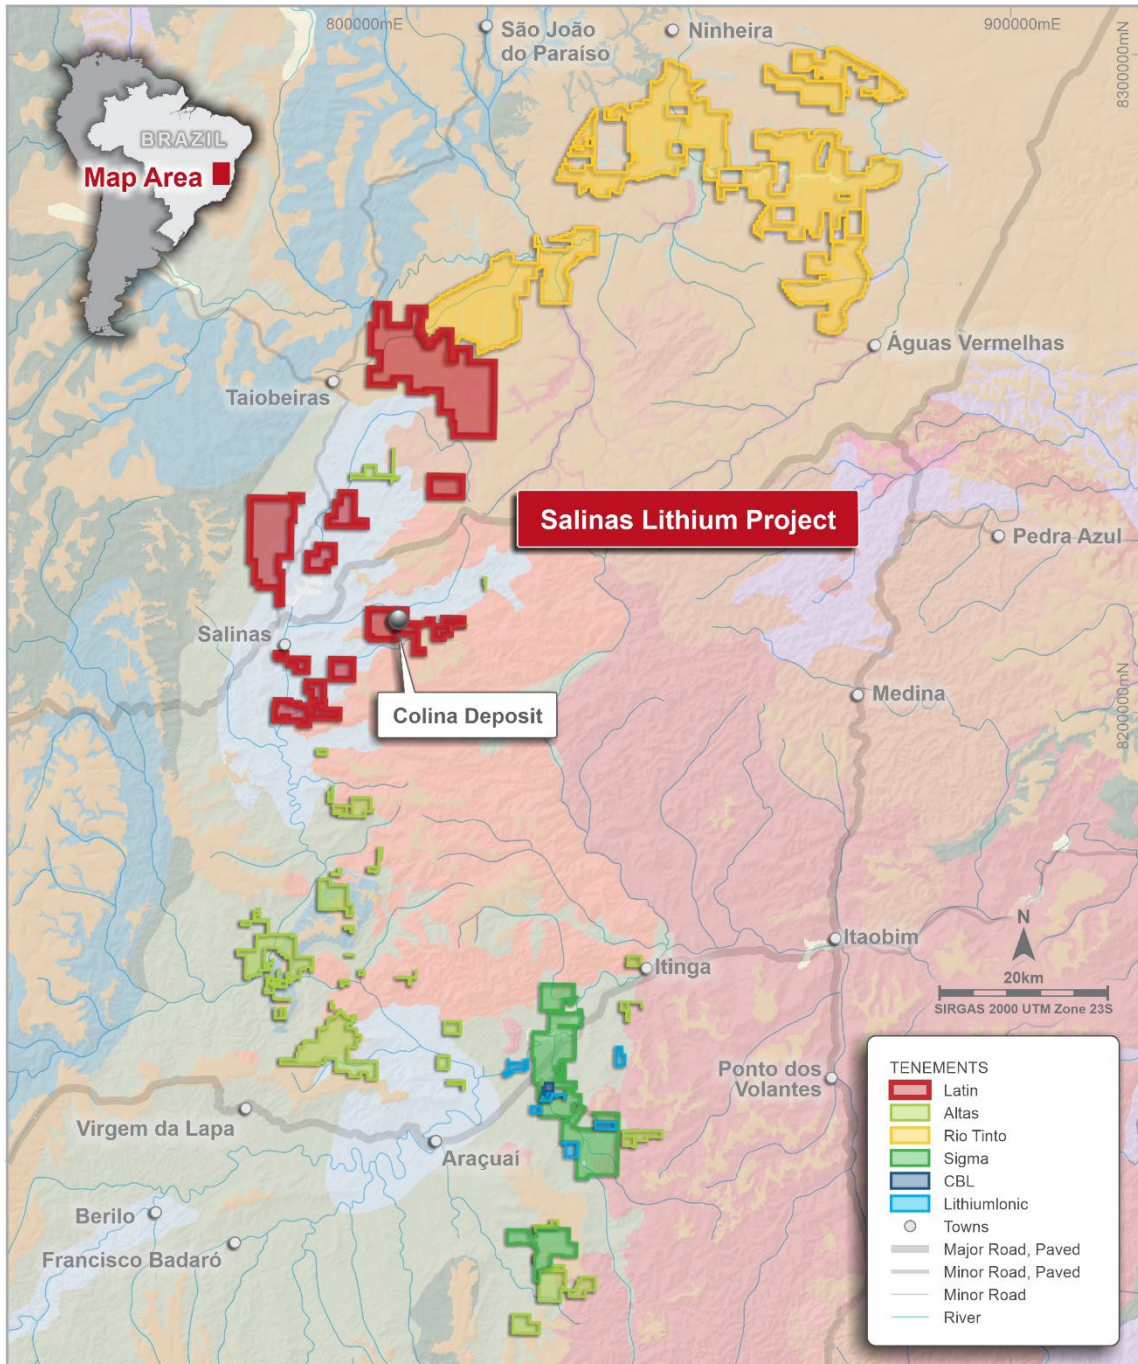 800000mE
900000mE
8300000mN
São João
do Paraíso
Ninheira
BRAZIL
Map Area
Águas Vermelhas
Taiobeiras
Salinas Lithium Project
Pedra Azul
Salinas
Colina Deposit
Medina
8200000mN
Itaobim
Itinga
N
20km
SIRGAS 2000 UTM Zone 23S
Ponto dos
Volantes
Virgem da Lapa
Araçuaí
Berilo
Francisco Badaró
TENEMENTS
Latin
Altas
Rio Tinto
Sigma
CBL
LithiumIonic
Towns
Major Road, Paved
Minor Road, Paved
Minor Road
River